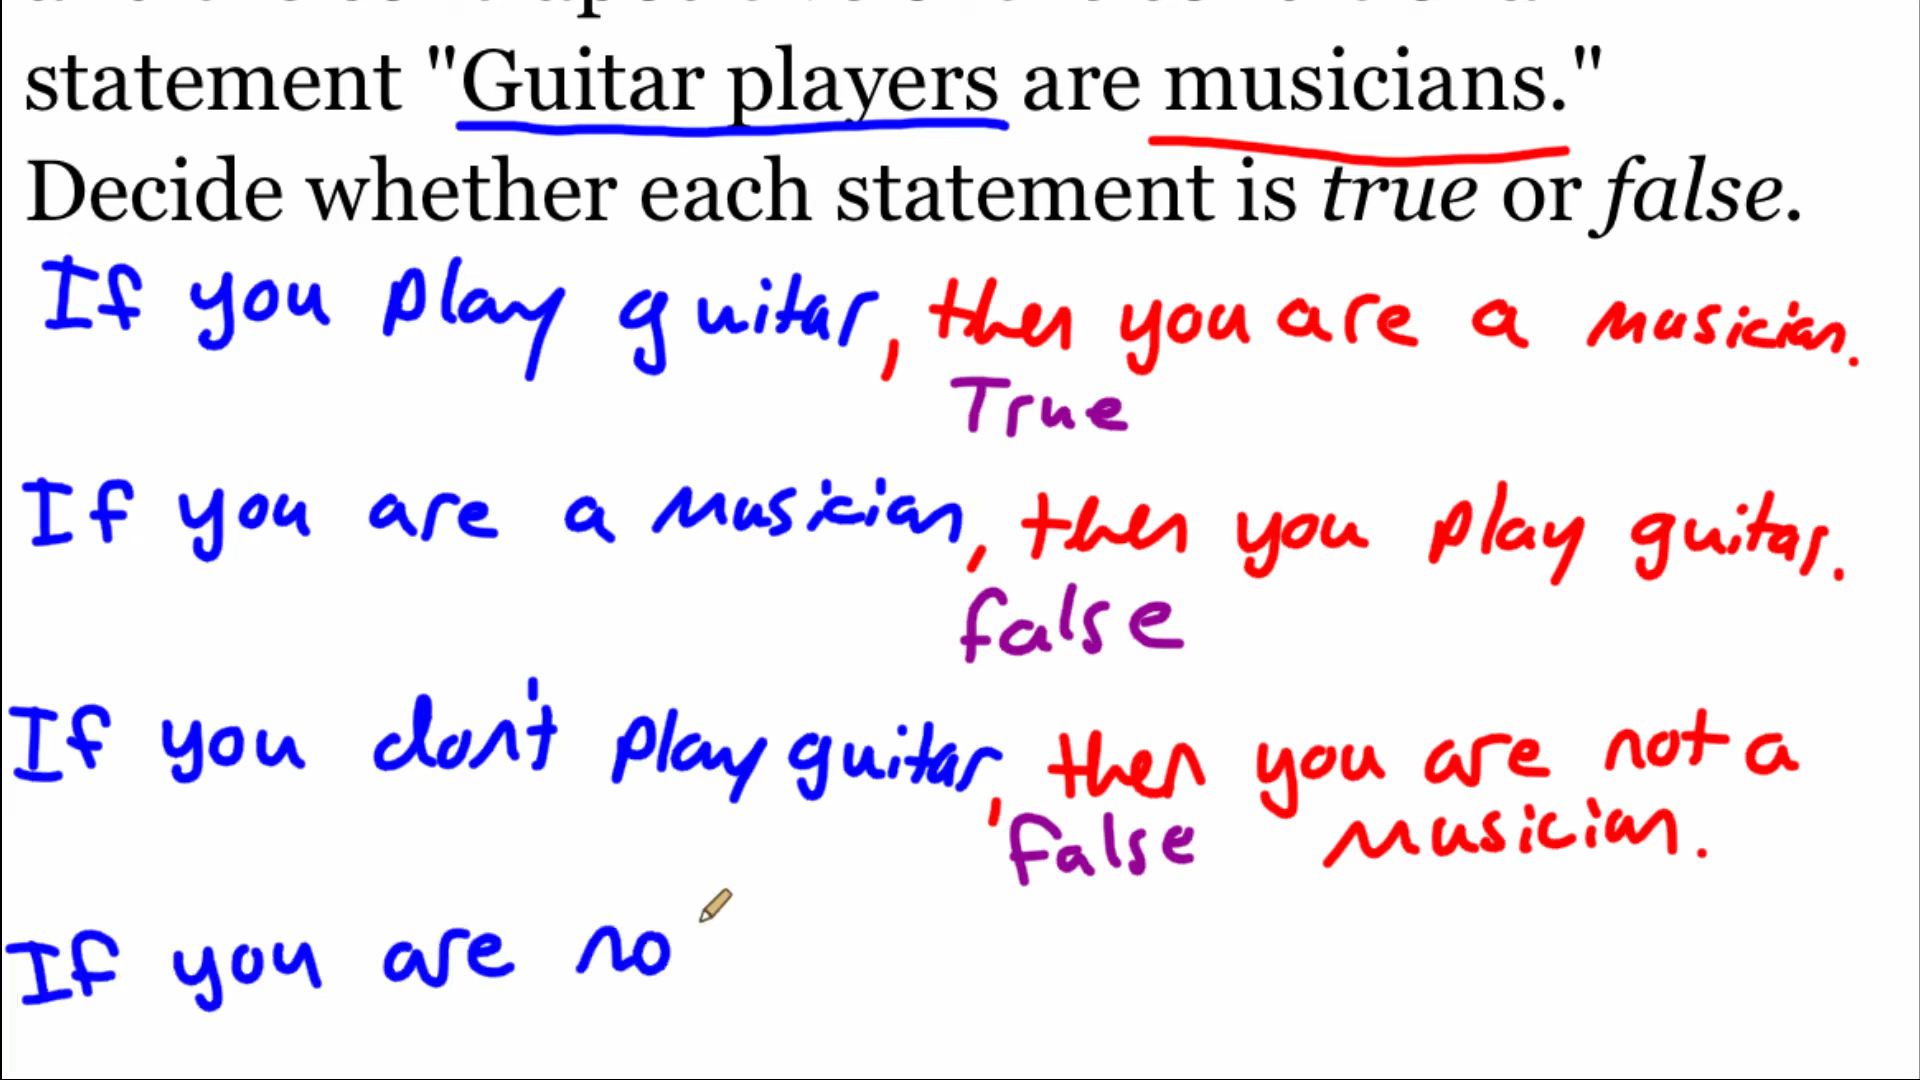 statement "Guitar players are musicians."
Decide whether each statement is true or false.
If you play guitar, then you are a musician.
True
If you are a musician, then you play guitar.
false
If you don't play guitar, then you are not a
false musician.
If you are no